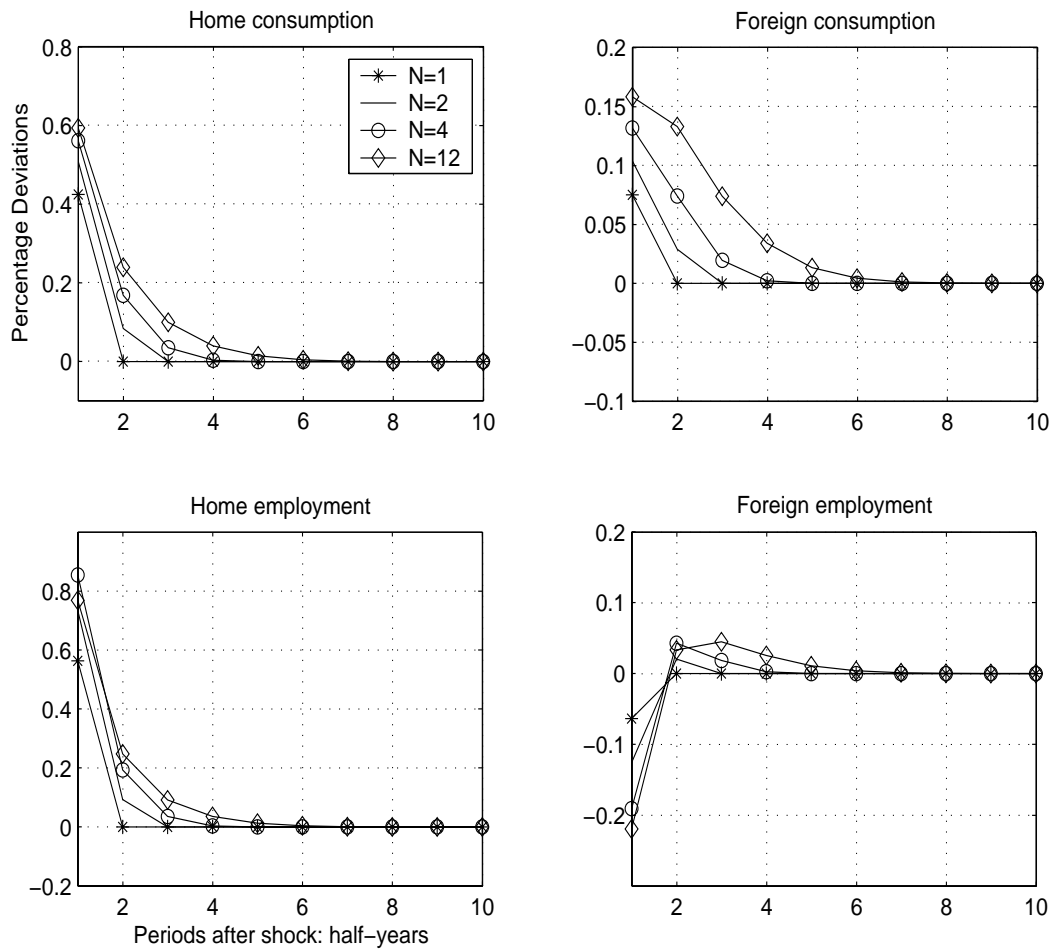 Home consumption
Foreign consumption
Percentage Deviations
0.8
0.6
0.4
0.2
0
2 4 6 8 10
N=1
N=2
N=4
N=12
0.2
0.15
0.1
0.05
0
−0.05
−0.1
2 4 6 8 10
Home employment
Foreign employment
0.8
0.6
0.4
0.2
0
−0.2
2 4 6 8 10
Periods after shock: half−years
0.2
0.1
0
−0.1
−0.2
2 4 6 8 10